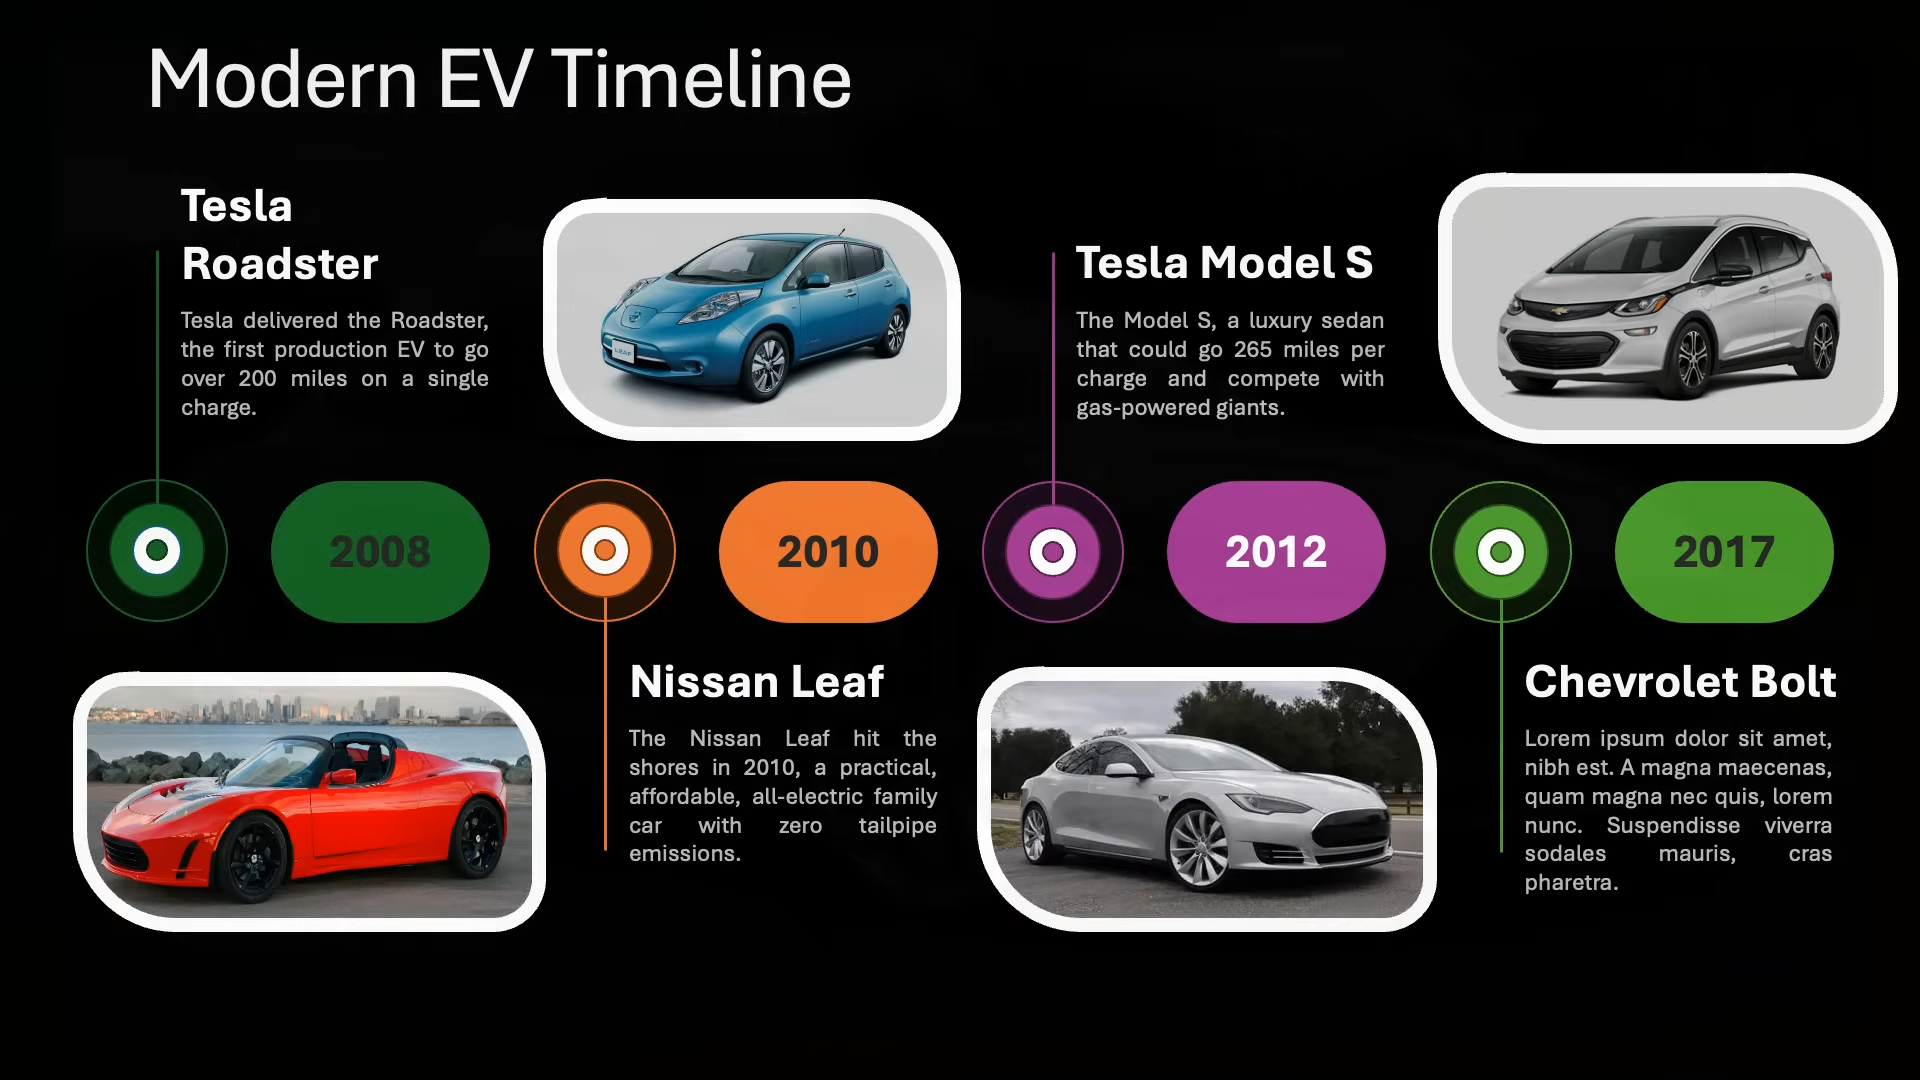 Modern EV Timeline
Tesla
Roadster
Tesla delivered the Roadster,
the first production EV to go
over 200 miles on a single
charge.
LEAF
Tesla Model S
The Model S, a luxury sedan
that could go 265 miles per
charge and compete with
gas-powered giants.
2008
2010
2012
2017
Nissan Leaf
The Nissan Leaf hit the
shores in 2010, a practical,
affordable, all-electric family
car with zero tailpipe
emissions.
Chevrolet Bolt
Lorem ipsum dolor sit amet,
nibh est. A magna maecenas,
quam magna nec quis, lorem
nunc. Suspendisse viverra
sodales mauris, cras
pharetra.